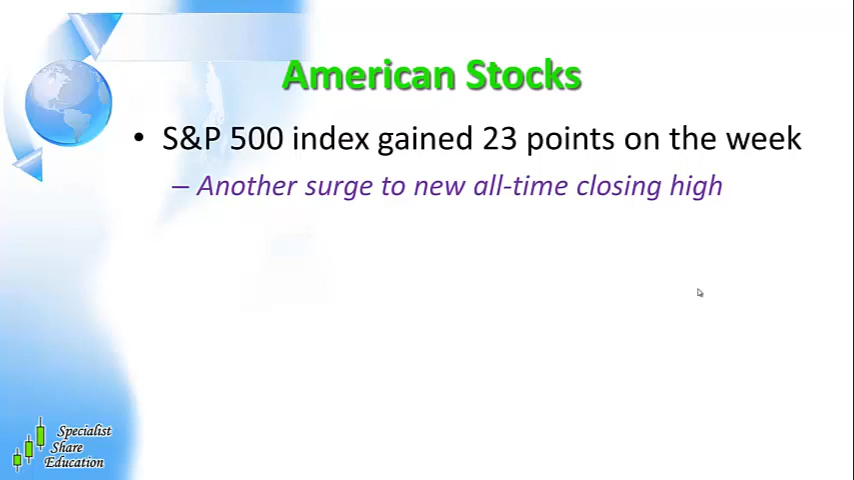 American Stocks
• S&P 500 index gained 23 points on the week
– Another surge to new all-time closing high
Specialist
Share
Education